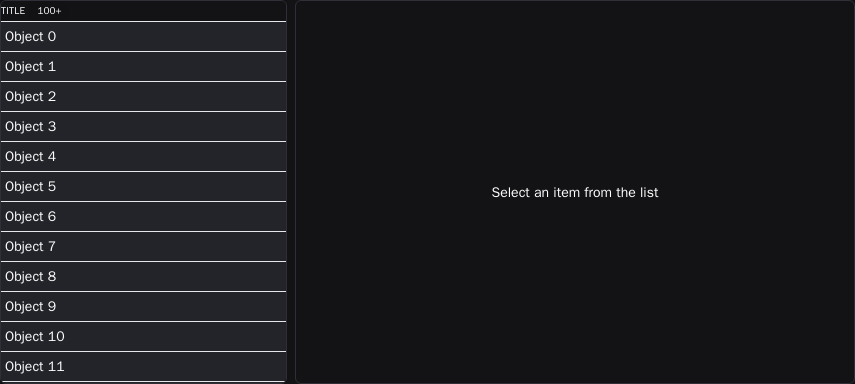 TITLE 100+
Object 0
Object 1
Object 2
Object 3
Object 4
Object 5
Object 6
Object 7
Object 8
Object 9
Object 10
Object 11
Select an item from the list